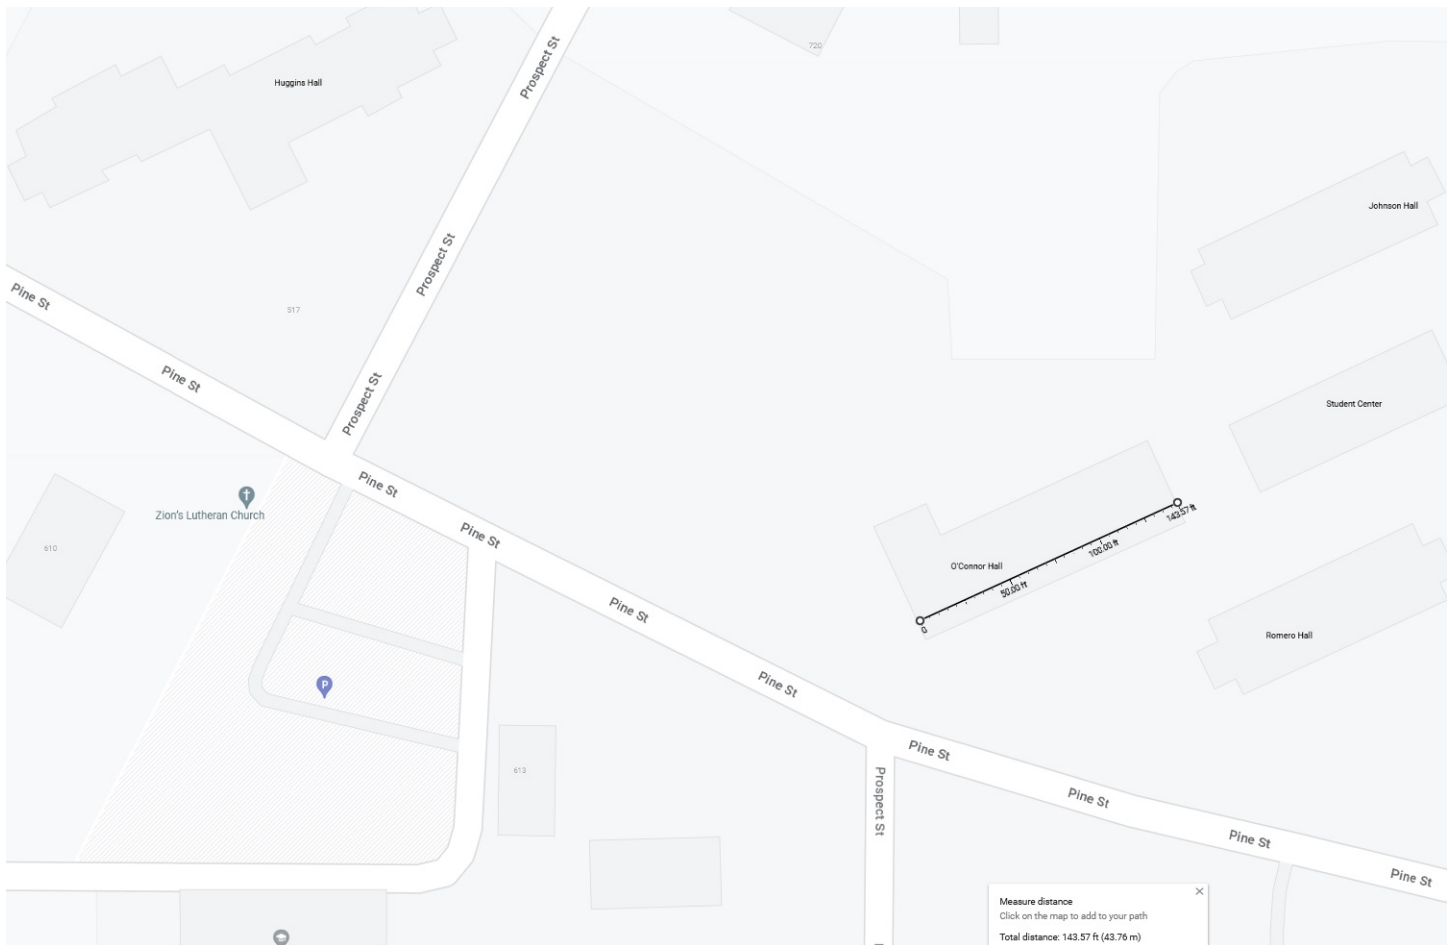 Prospect St
720
Huggins Hall
Johnson Hall
Prospect St
Pine St
517
Pine St
Prospect St
Student Center
Pine St
Zion's Lutheran Church
143.57 ft
Pine St
610
100.00 ft
O'Connor Hall
50.00 ft
Pine St
0
Romero Hall
P
Pine St
Pine St
613
Prospect St
Pine St
Pine St
Pine St
Measure distance
Click on the map to add to your path
Total distance: 143.57 ft (43.76 m)